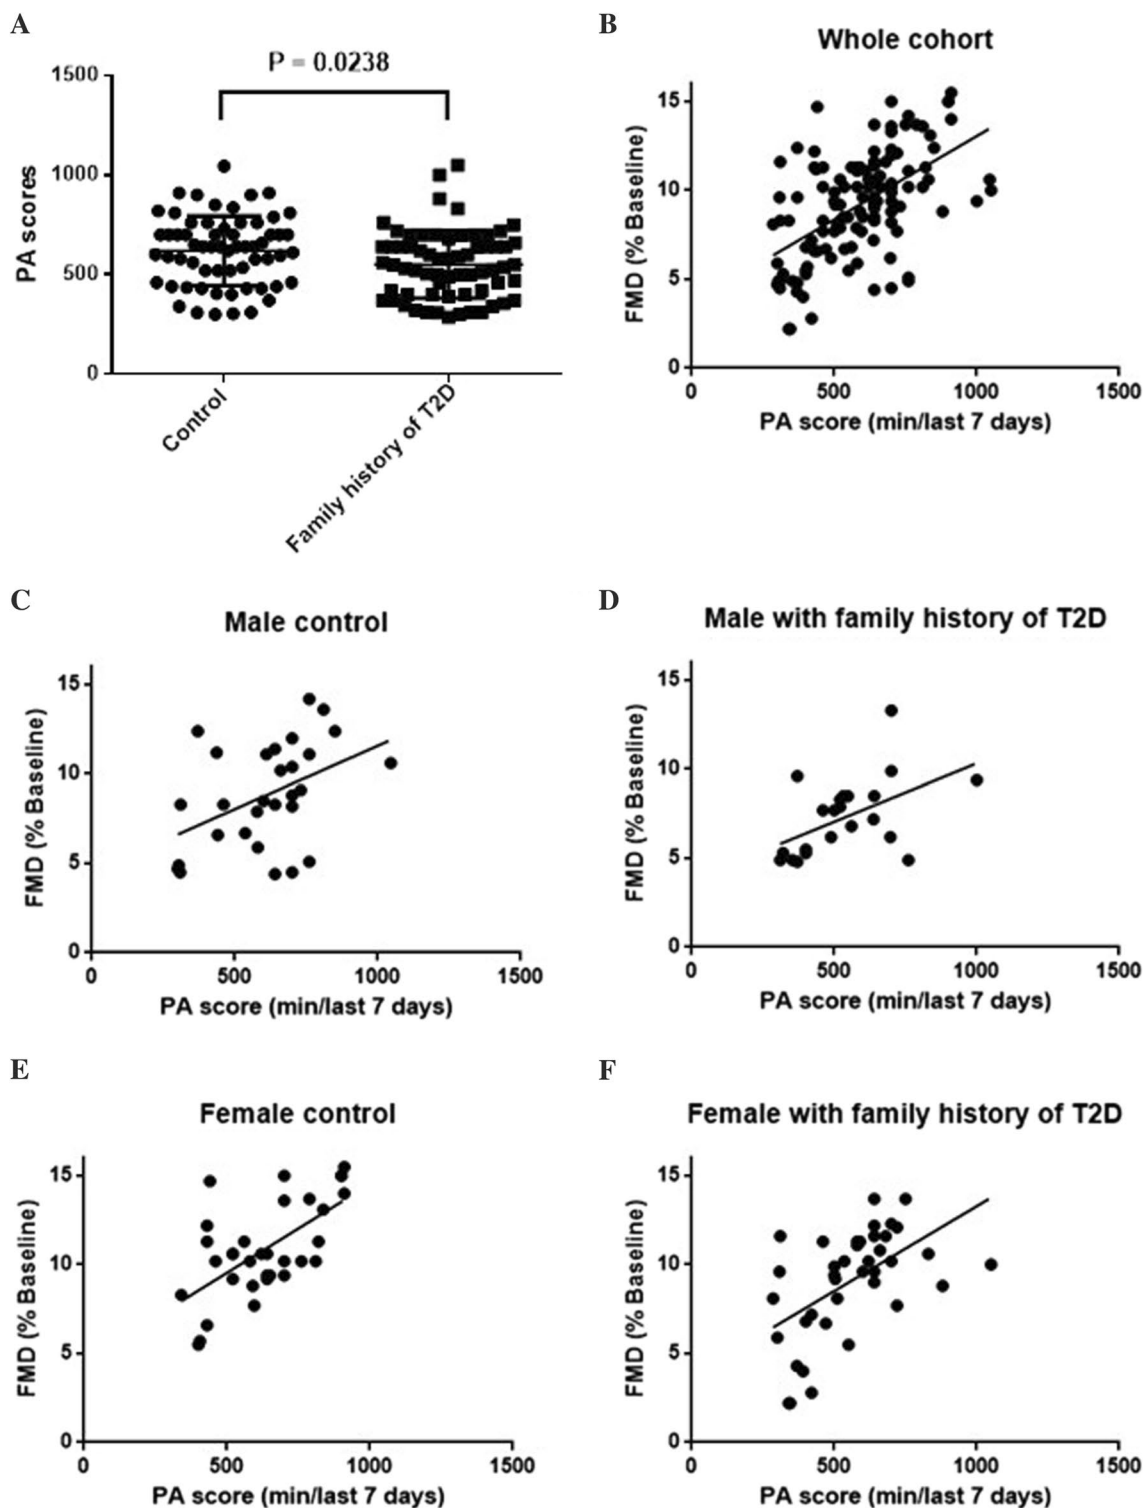 A
P = 0.0238
1500
1000
500
0
PA scores
Control
Family history of T2D
B
Whole cohort
15
10
5
0
FMD (% Baseline)
0 500 1000 1500
PA score (min/last 7 days)
C
Male control
15
10
5
0
FMD (% Baseline)
0 500 1000 1500
PA score (min/last 7 days)
D
Male with family history of T2D
15
10
5
0
FMD (% Baseline)
0 500 1000 1500
PA score (min/last 7 days)
E
Female control
15
10
5
0
FMD (% Baseline)
0 500 1000 1500
PA score (min/last 7 days)
F
Female with family history of T2D
15
10
5
0
FMD (% Baseline)
0 500 1000 1500
PA score (min/last 7 days)